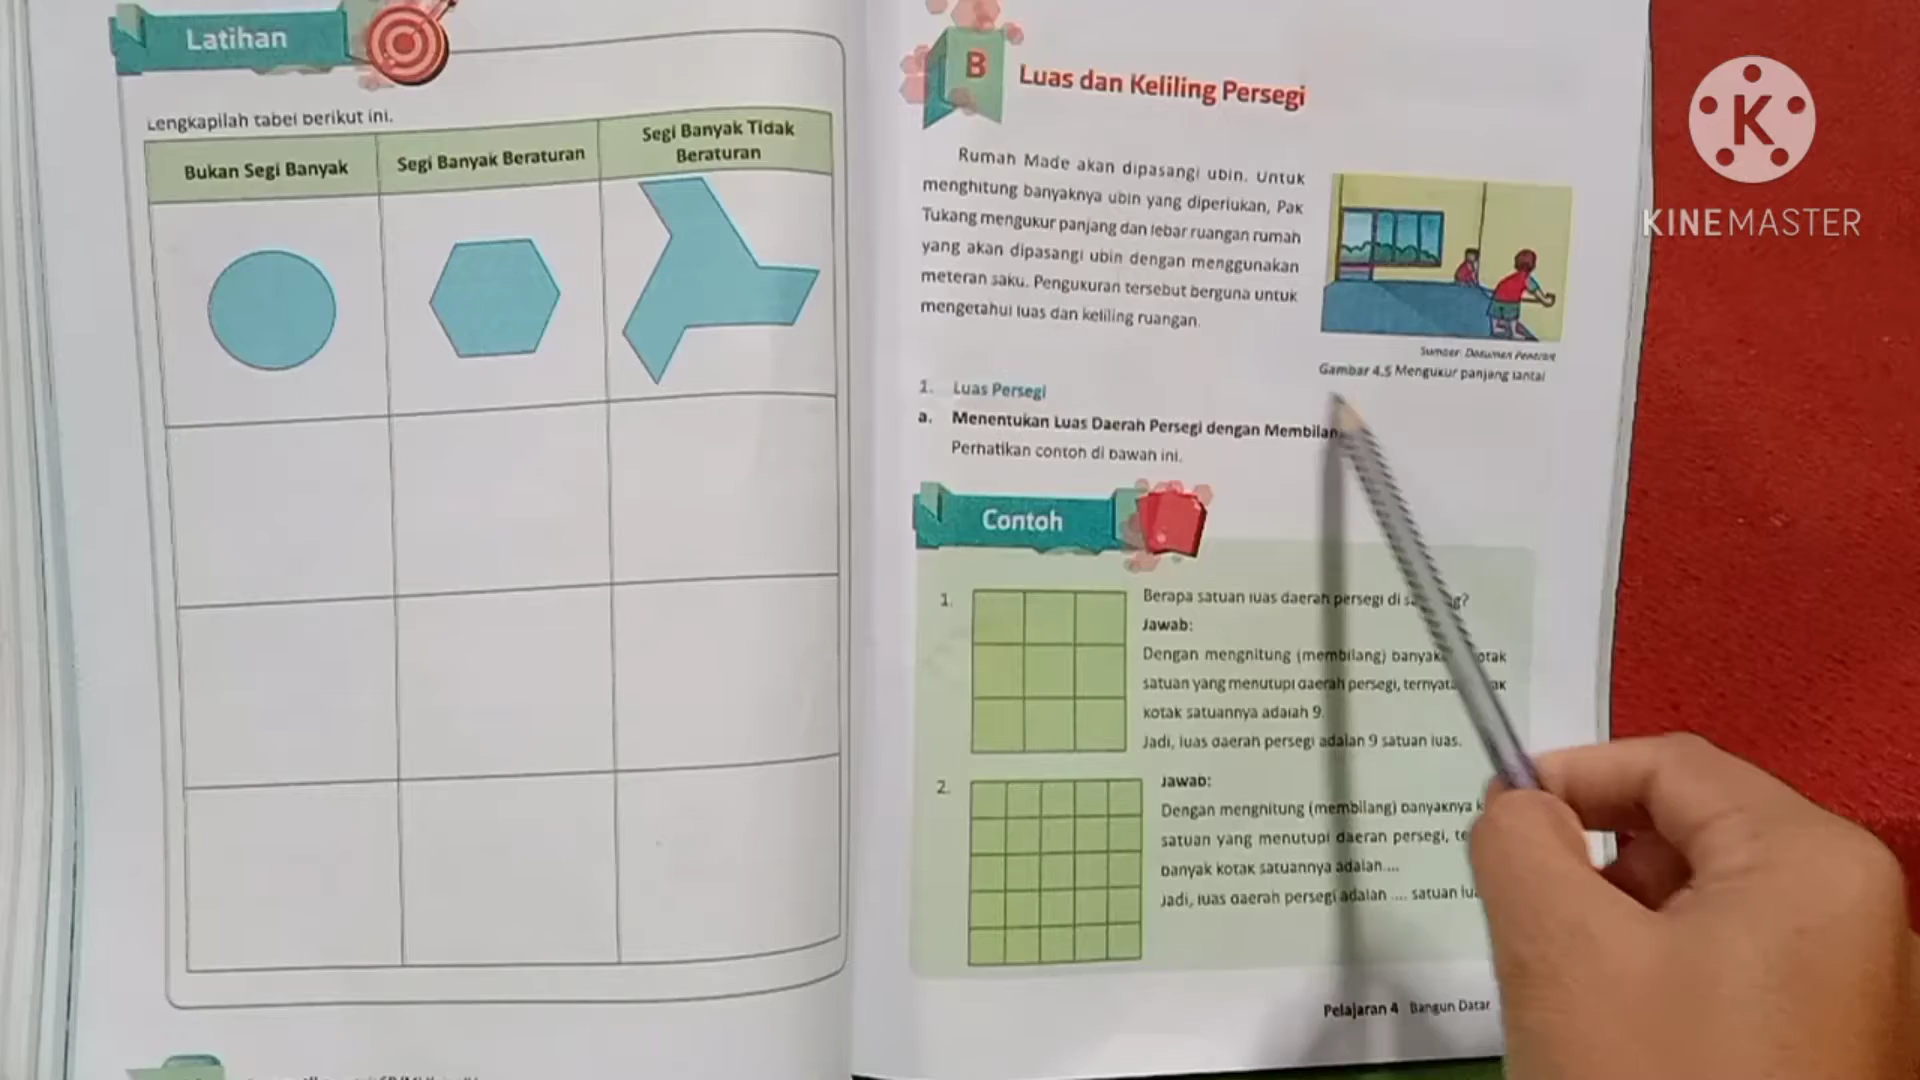 Latihan
Lengkapilah tabel berikut ini.
Bukan Segi Banyak
Segi Banyak Beraturan
Segi Banyak Tidak
Beraturan
B
Luas dan Keliling Persegi
Rumah Made akan dipasangi ubin. Untuk
menghitung banyaknya ubin yang diperlukan, Pak
Tukang mengukur panjang dan lebar ruangan rumah
yang akan dipasangi ubin dengan menggunakan
meteran saku. Pengukuran tersebut berguna untuk
mengetahui luas dan keliling ruangan.
Sumber: Dokumen Penerbit
Gambar 4.5 Mengukur panjang lantai
1. Luas Persegi
a. Menentukan Luas Daerah Persegi dengan Membilan
Perhatikan contoh di bawah ini.
Contoh
1.
Berapa satuan luas daerah persegi di
Jawab:
Dengan menghitung (membilang)
satuan yang menutupi daerah persegi,
kotak satuannya adalah 9.
Jadi, luas daerah persegi adalah 9 satuan luas.
2.
Jawab:
Dengan menghitung (membilang) banyaknya
satuan yang menutupi daerah persegi,
banyak kotak satuannya adalah....
Jadi, luas daerah persegi adalah .... satuan
Pelajaran 4 Bangun Datar
K
KINEMASTER